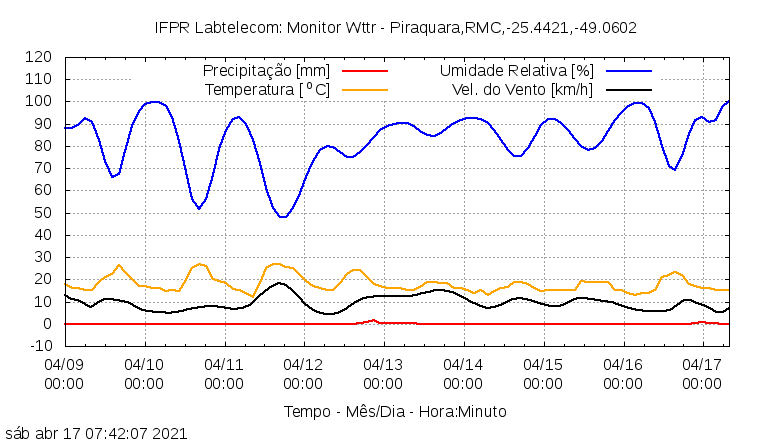 IFPR Labtelecom: Monitor Wttr - Piraquara,RMC,-25.4421,-49.0602
Precipitação [mm]
Temperatura [⁰C]
Umidade Relativa [%]
Vel. do Vento [km/h]
120
110
100
90
80
70
60
50
40
30
20
10
0
-10
04/09 04/10 04/11 04/12 04/13 04/14 04/15 04/16 04/17
00:00 00:00 00:00 00:00 00:00 00:00 00:00 00:00 00:00
Tempo - Mês/Dia - Hora:Minuto
sáb abr 17 07:42:07 2021